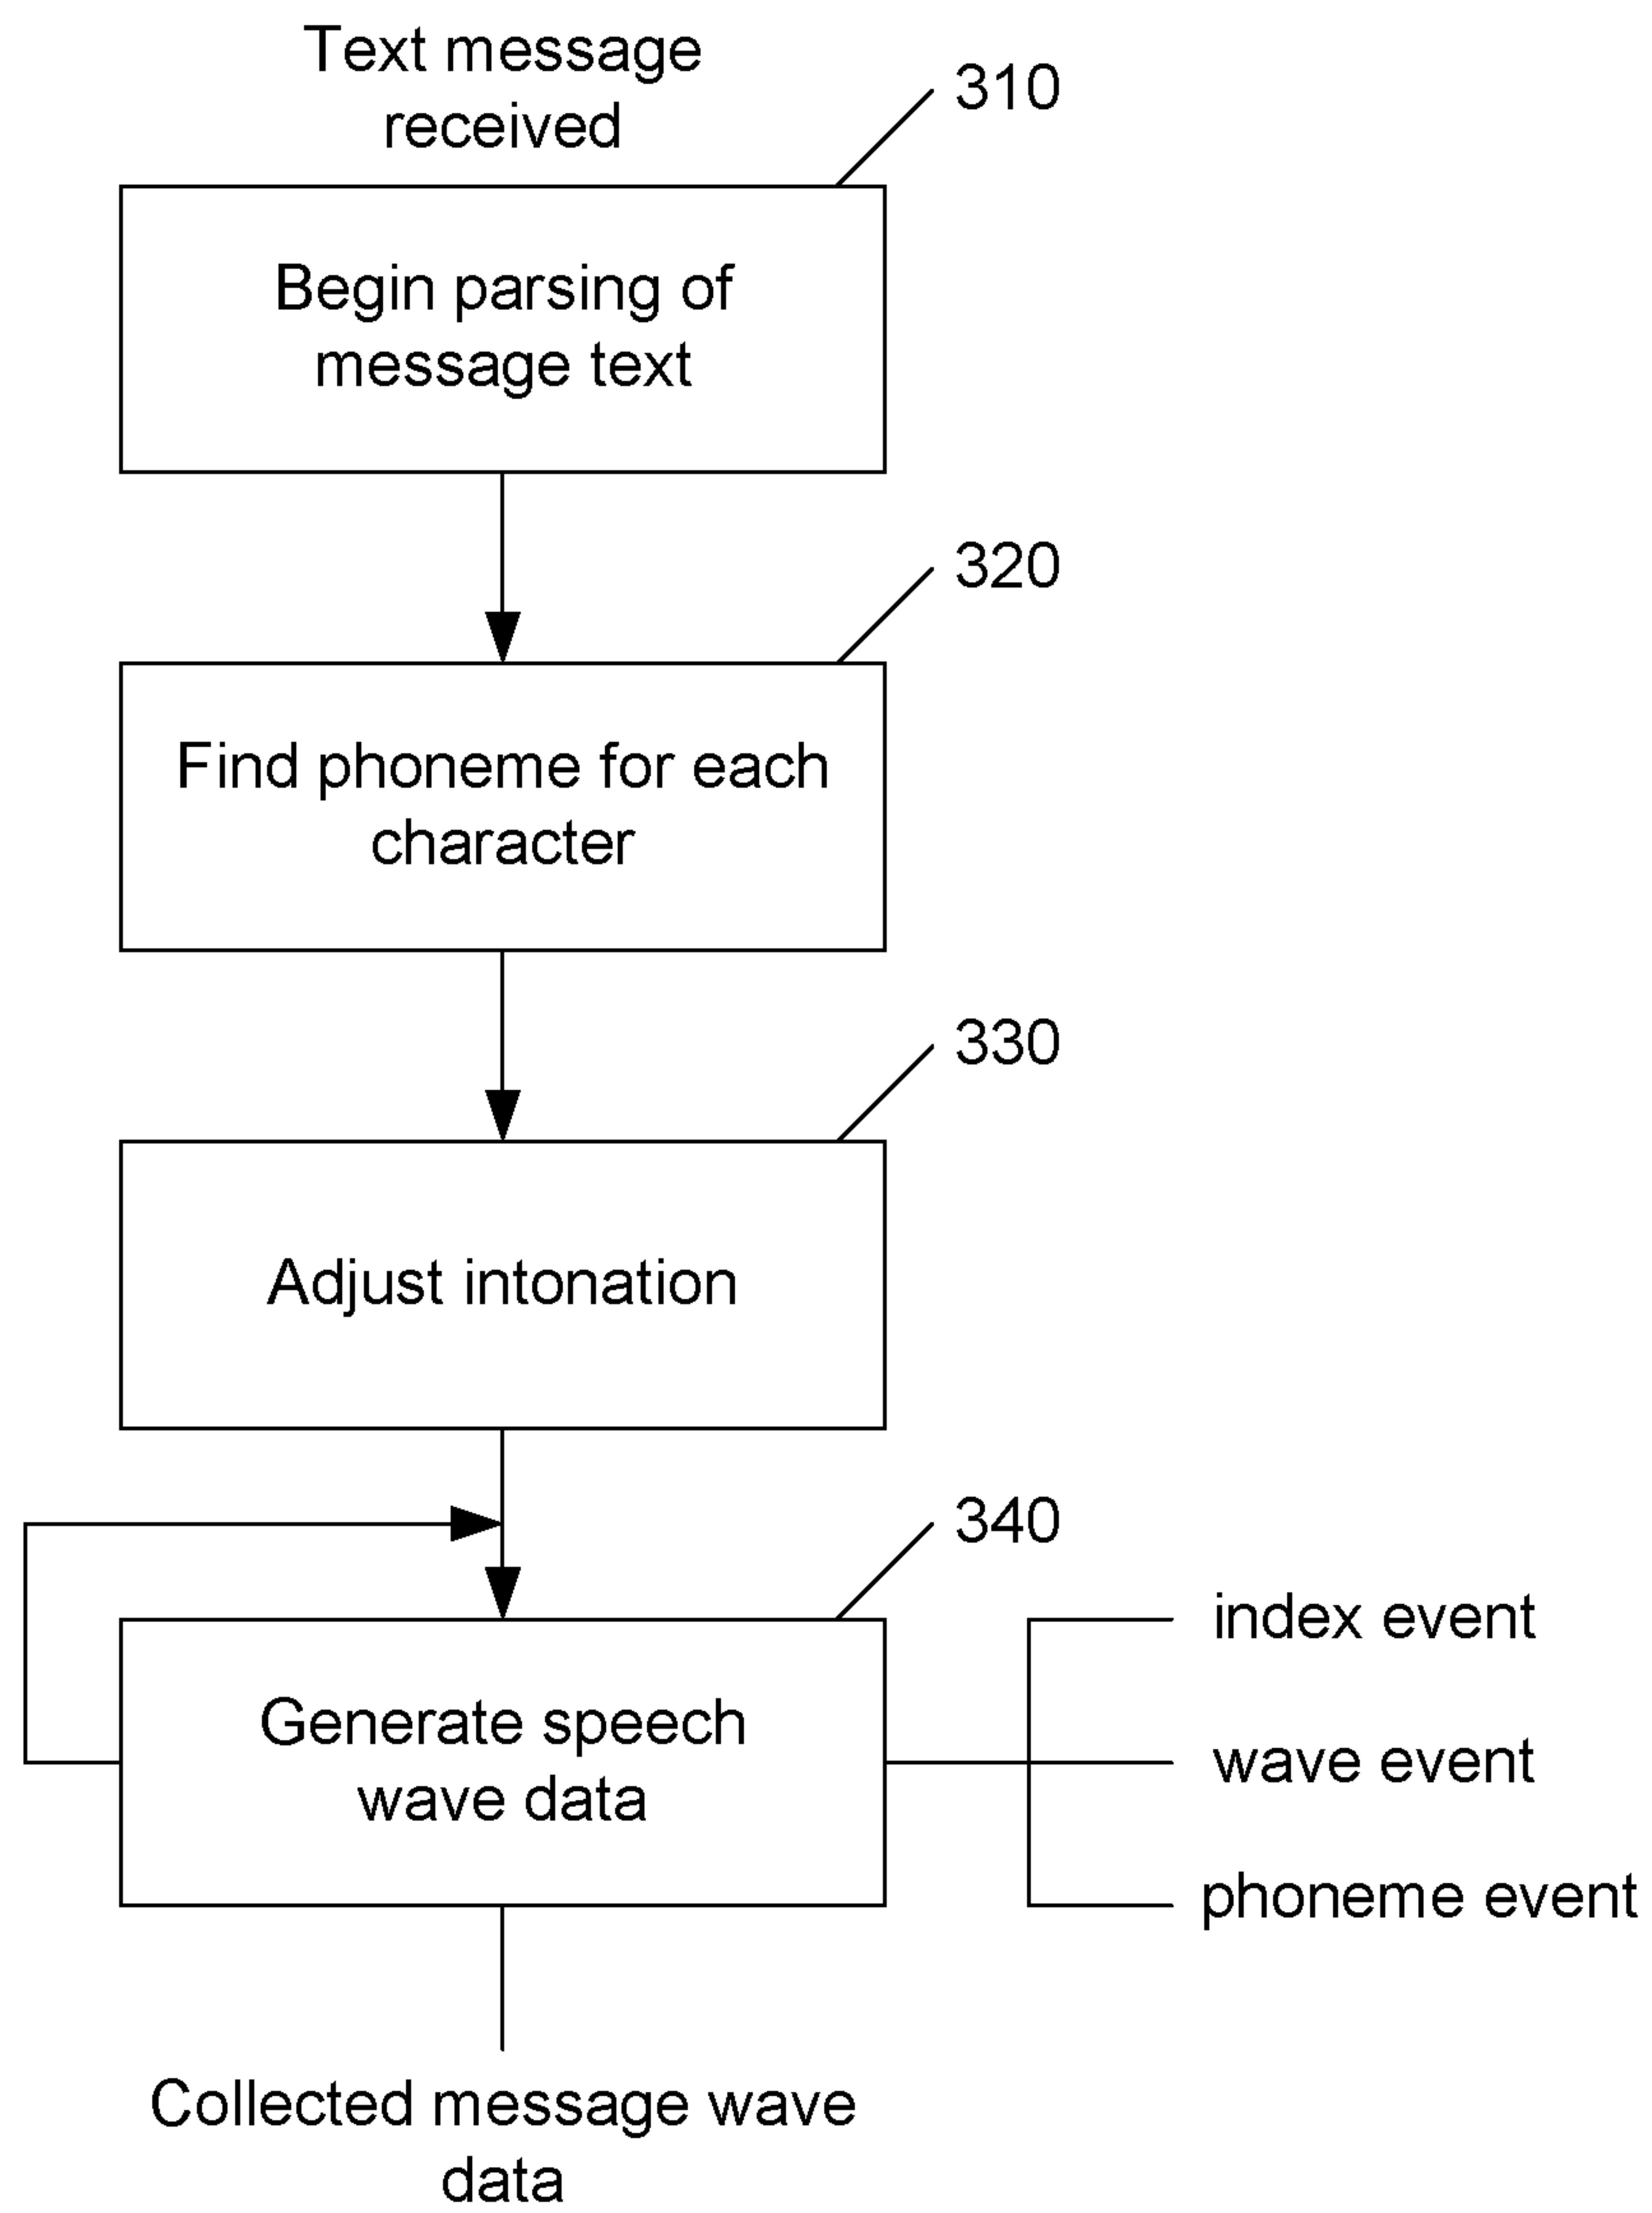 Text message
received
310
Begin parsing of
message text
320
Find phoneme for each
character
330
Adjust intonation
340
Generate speech
wave data
index event
wave event
phoneme event
Collected message wave
data